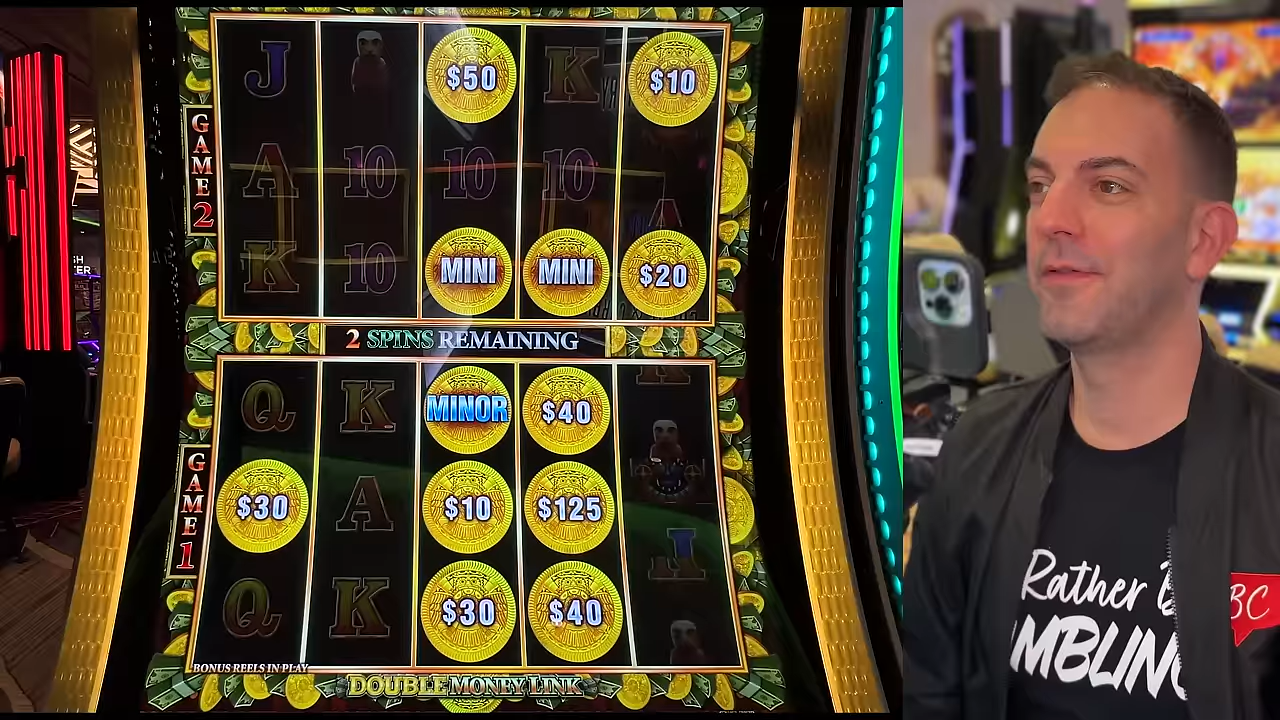 J
$50
K
$10
A
10
10
10
A
K
10
MINI
MINI
$20
GAME 2
2 SPINS REMAINING
Q
K
MINOR
$40
K
$30
A
$10
$125
J
Q
K
$30
$40
GAME 1
BONUS REELS IN PLAY
DOUBLE MONEY LINK
Rather B
MBLING
BC